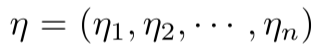 η = (η₁, η₂, ⋯ , ηₙ)